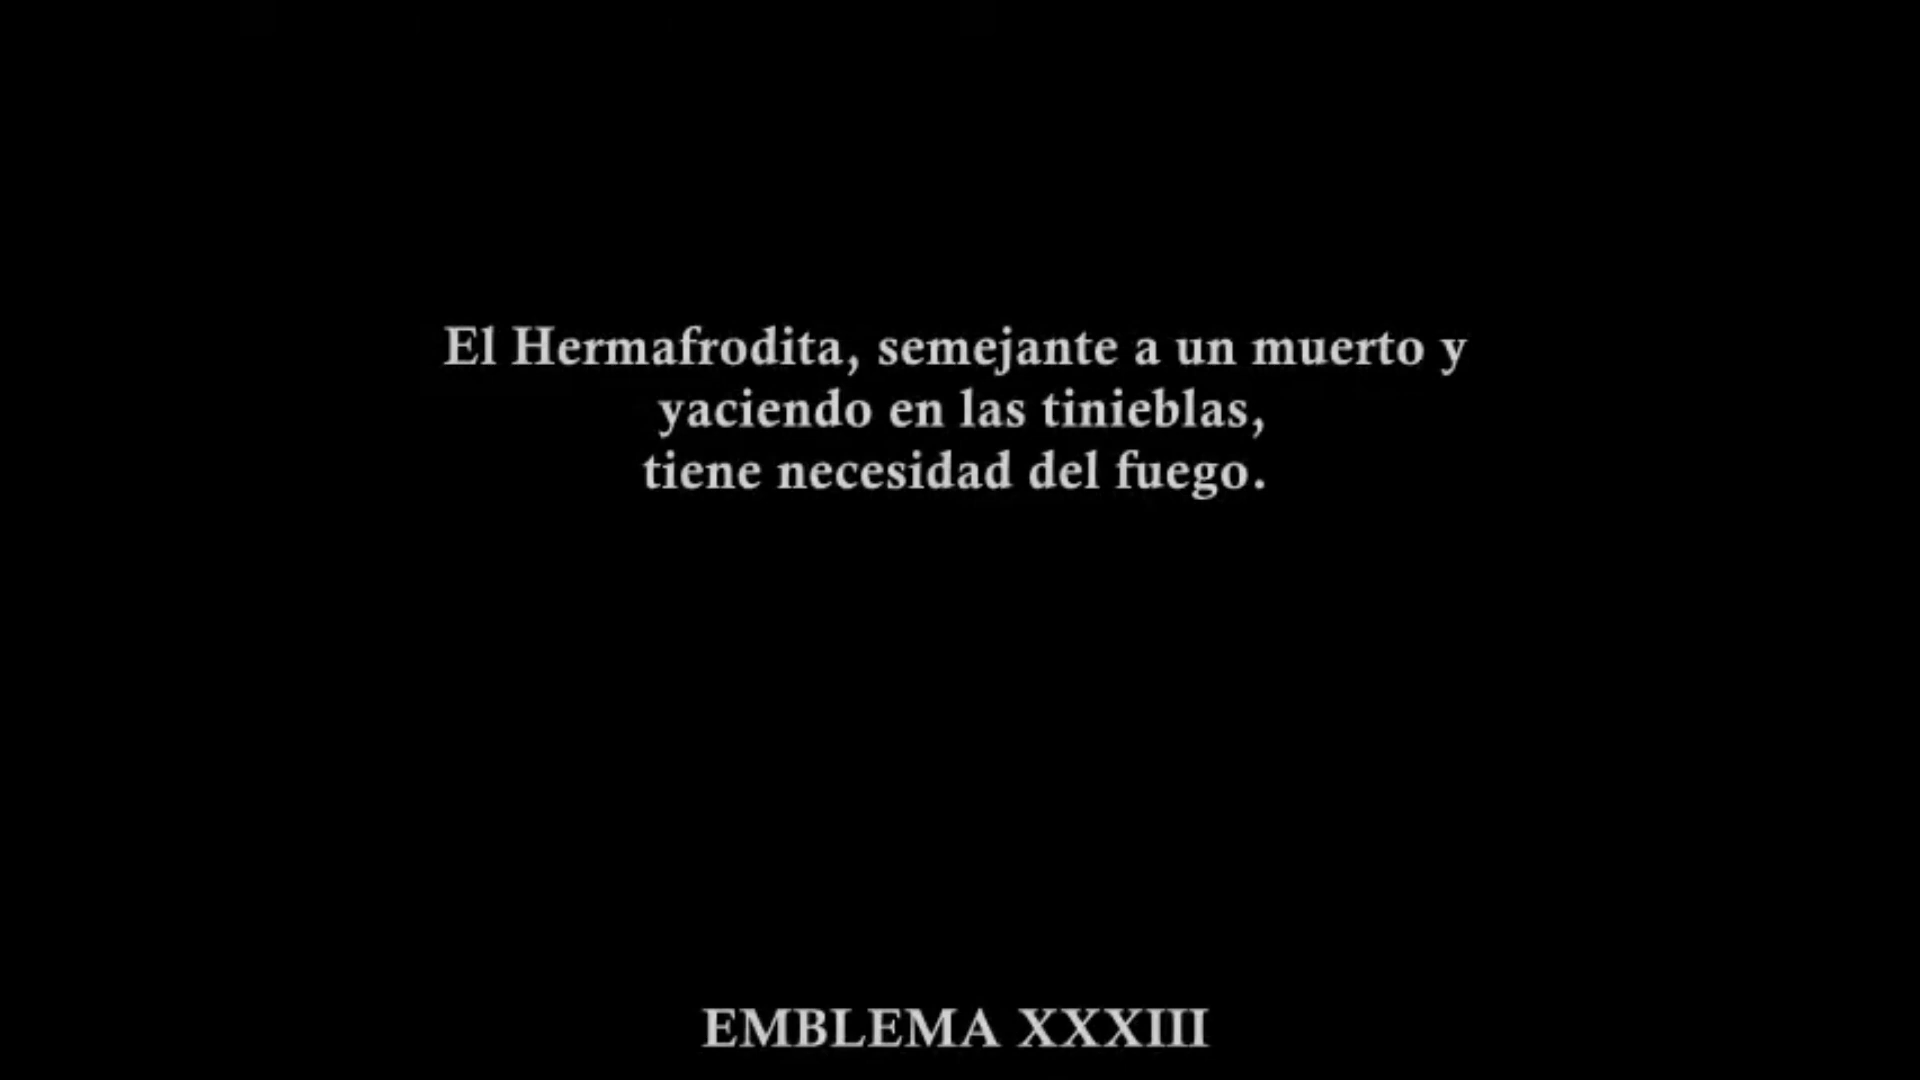 El Hermafrodita, semejante a un muerto y
yaciendo en las tinieblas,
tiene necesidad del fuego.
EMBLEMA XXXIII